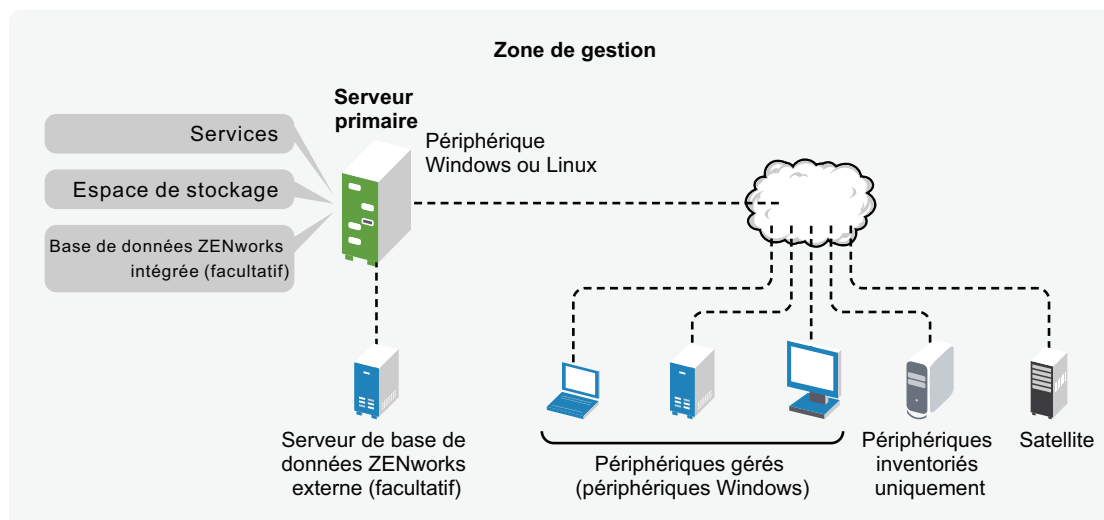 Zone de gestion
Serveur
primaire
Services
Espace de stockage
Base de données ZENworks
intégrée (facultatif)
Périphérique
Windows ou Linux
Serveur de base de
données ZENworks
externe (facultatif)
Périphériques gérés
(périphériques Windows)
Périphériques
inventoriés
uniquement
Satellite